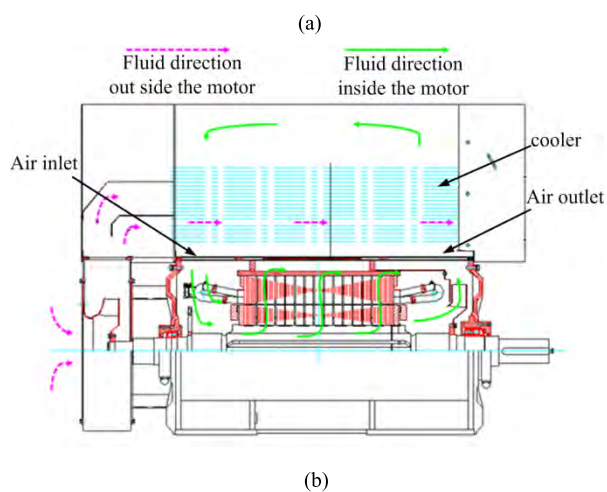 (a)
Fluid direction
out side the motor
Fluid direction
inside the motor
cooler
Air inlet
Air outlet
(b)